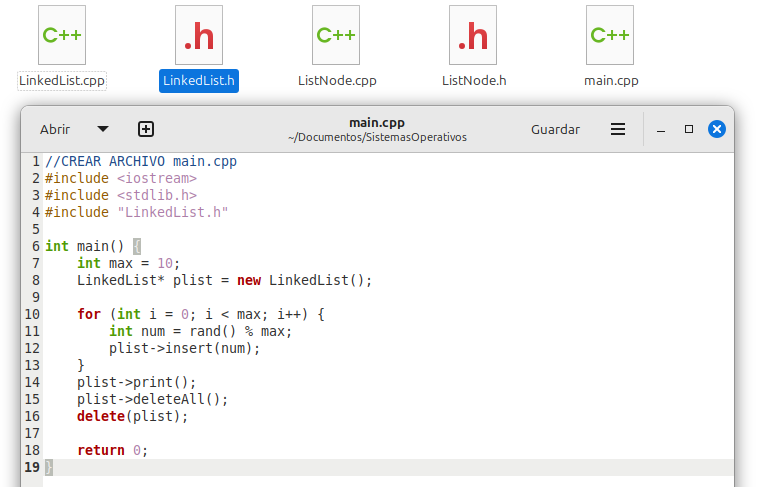 C++ .h C++ .h C++
LinkedList.cpp LinkedList.h ListNode.cpp ListNode.h main.cpp
Abrir main.cpp Guardar
~/Documentos/SistemasOperativos
1 //CREAR ARCHIVO main.cpp
2 #include <iostream>
3 #include <stdlib.h>
4 #include "LinkedList.h"
5
6 int main() {
7     int max = 10;
8     LinkedList* plist = new LinkedList();
9
10     for (int i = 0; i < max; i++) {
11         int num = rand() % max;
12         plist->insert(num);
13     }
14     plist->print();
15     plist->deleteAll();
16     delete(plist);
17
18     return 0;
19 }